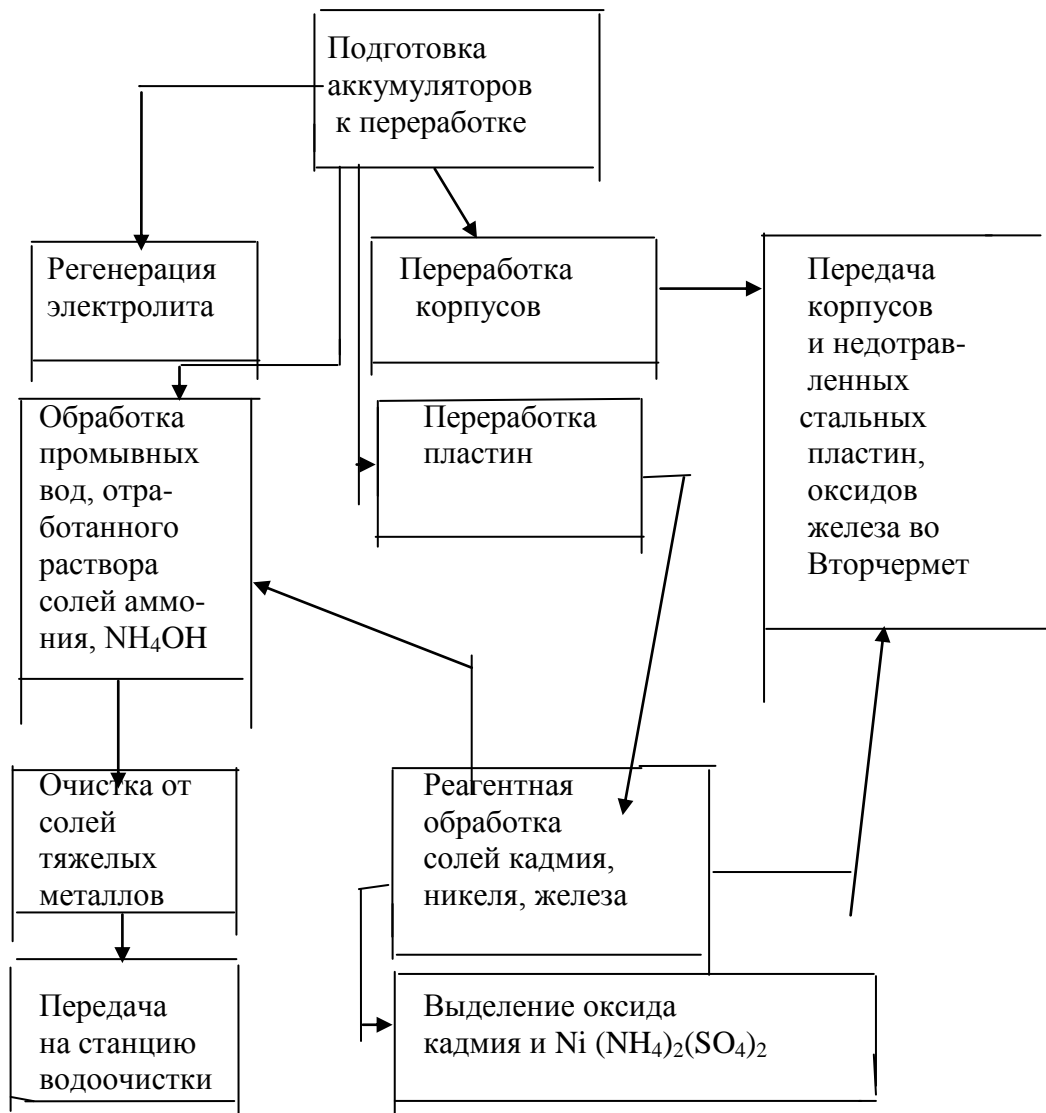 Подготовка
аккумуляторов
к переработке
Регенерация
электролита
Переработка
корпусов
Передача
корпусов
и недотрав-
ленных
стальных
пластин,
оксидов
железа во
Вторчермет
Обработка
промывных
вод, отра-
ботанного
раствора
солей аммо-
ния, NH₄OH
Переработка
пластин
Очистка от
солей
тяжелых
металлов
Реагентная
обработка
солей кадмия,
никеля, железа
Передача
на станцию
водоочистки
Выделение оксида
кадмия и Ni (NH₄)₂(SO₄)₂